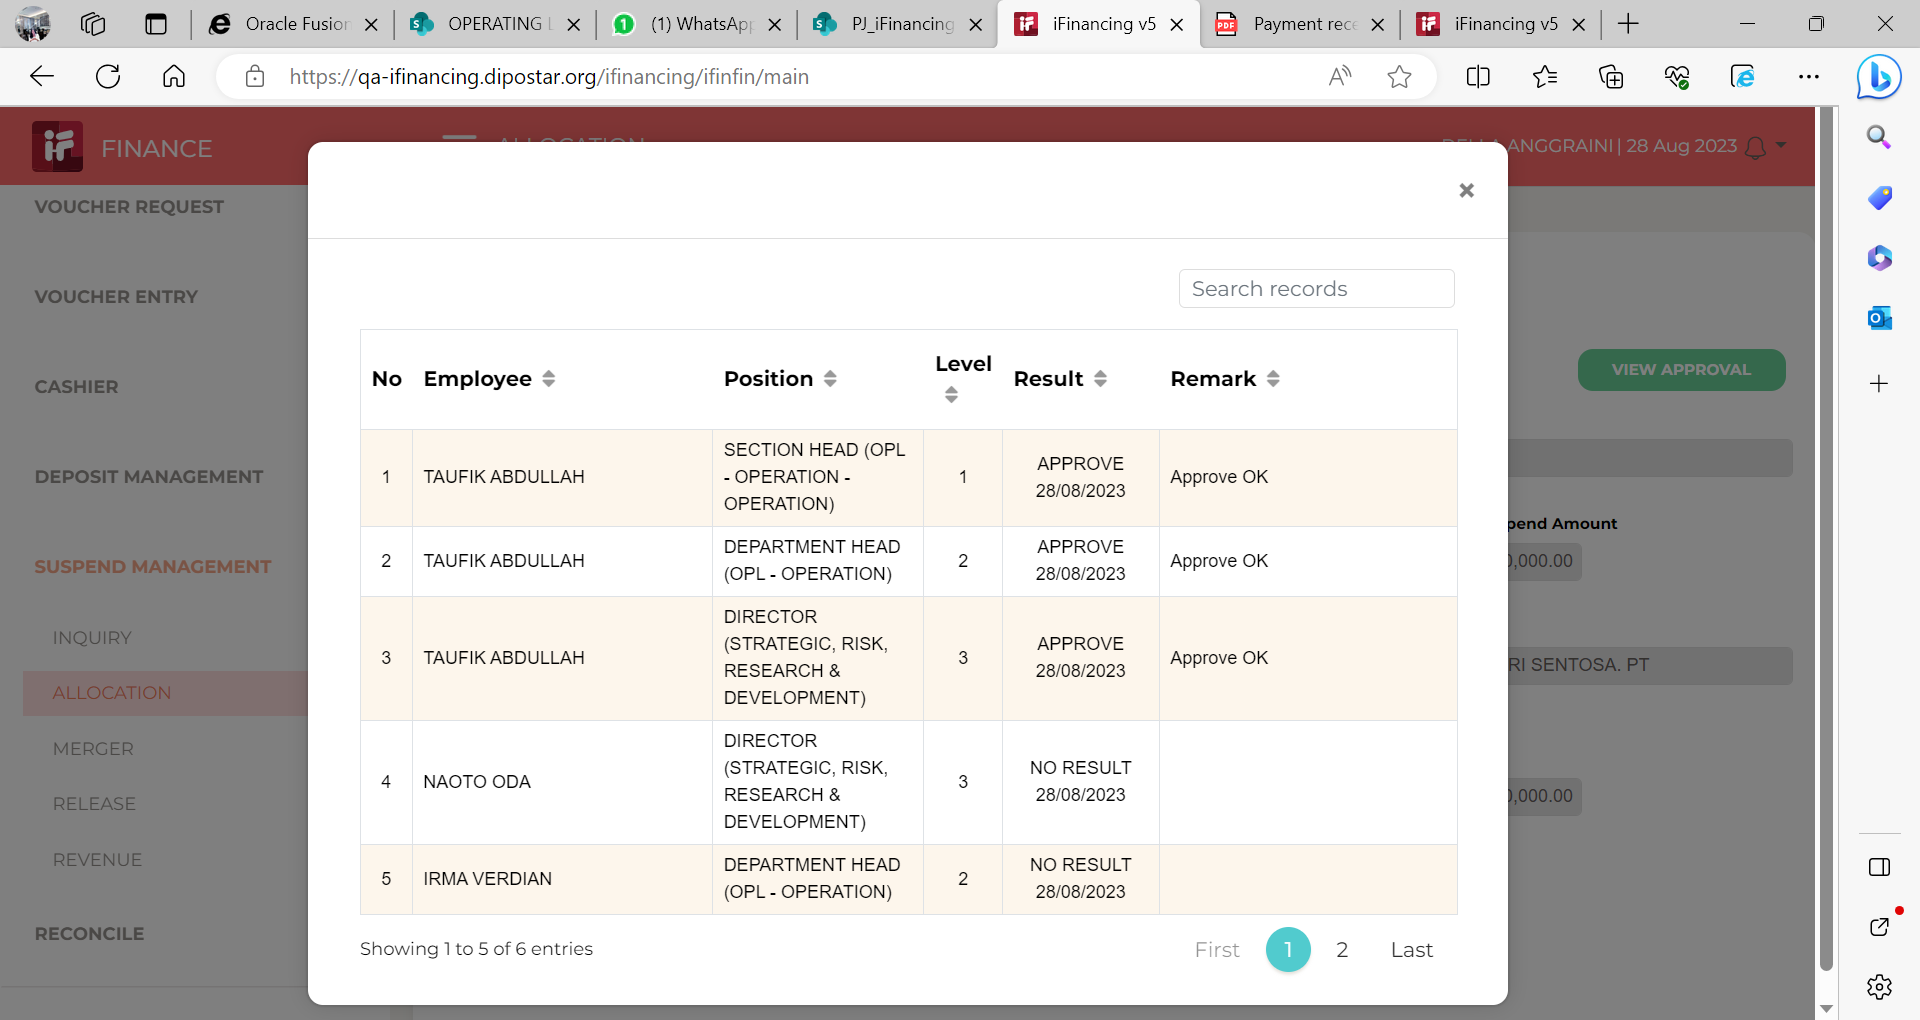 Oracle Fusion
OPERATING L
(1) WhatsApp
PJ_iFinancing
iFinancing v5
Payment rece
iFinancing v5
https://qa-ifinancing.dipostar.org/ifinancing/ifinfin/main
iF FINANCE
ANGGRAINI | 28 Aug 2023
VOUCHER REQUEST
VOUCHER ENTRY
CASHIER
DEPOSIT MANAGEMENT
SUSPEND MANAGEMENT
INQUIRY
ALLOCATION
MERGER
RELEASE
REVENUE
RECONCILE
×
Search records
No Employee Position Level Result Remark
1 TAUFIK ABDULLAH SECTION HEAD (OPL - OPERATION - OPERATION) 1 APPROVE 28/08/2023 Approve OK
2 TAUFIK ABDULLAH DEPARTMENT HEAD (OPL - OPERATION) 2 APPROVE 28/08/2023 Approve OK
3 TAUFIK ABDULLAH DIRECTOR (STRATEGIC, RISK, RESEARCH & DEVELOPMENT) 3 APPROVE 28/08/2023 Approve OK
4 NAOTO ODA DIRECTOR (STRATEGIC, RISK, RESEARCH & DEVELOPMENT) 3 NO RESULT 28/08/2023
5 IRMA VERDIAN DEPARTMENT HEAD (OPL - OPERATION) 2 NO RESULT 28/08/2023
Showing 1 to 5 of 6 entries
First 1 2 Last
VIEW APPROVAL
pend Amount
0,000.00
RI SENTOSA. PT
0,000.00